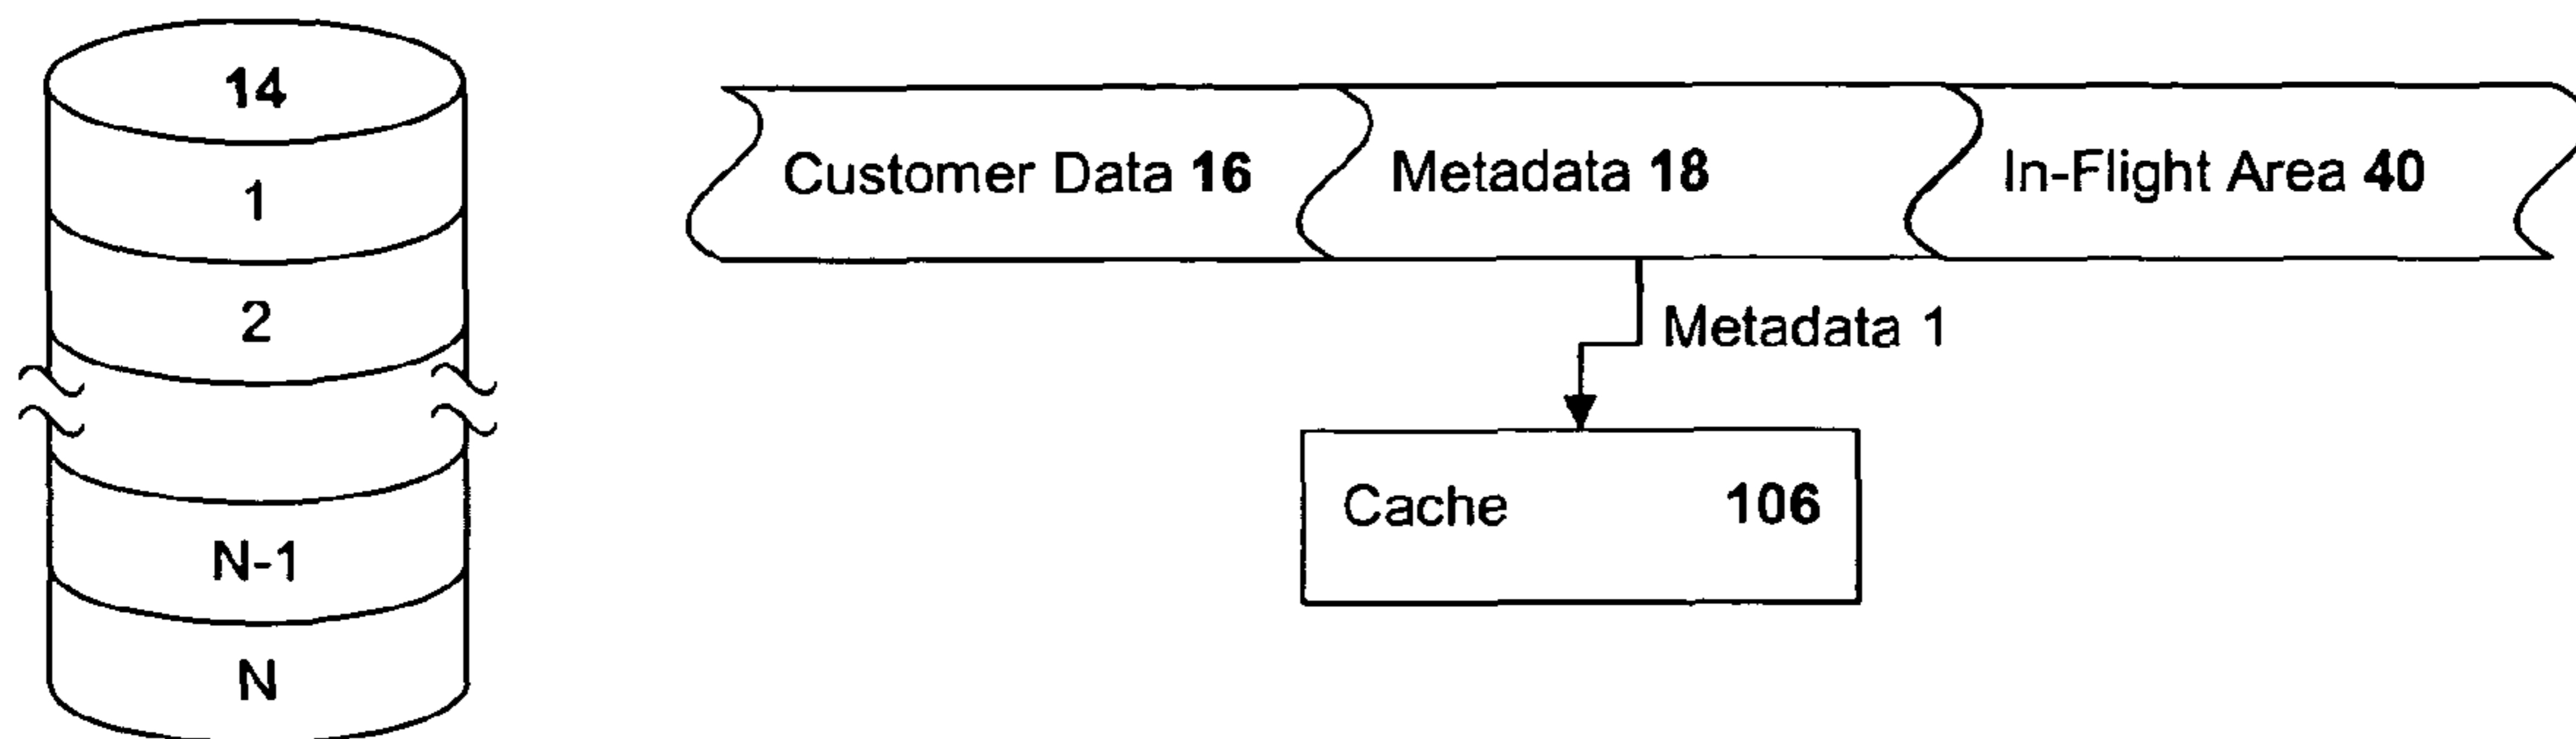 14
1
2
N-1
N
Customer Data 16
Metadata 18
In-Flight Area 40
Metadata 1
Cache 106